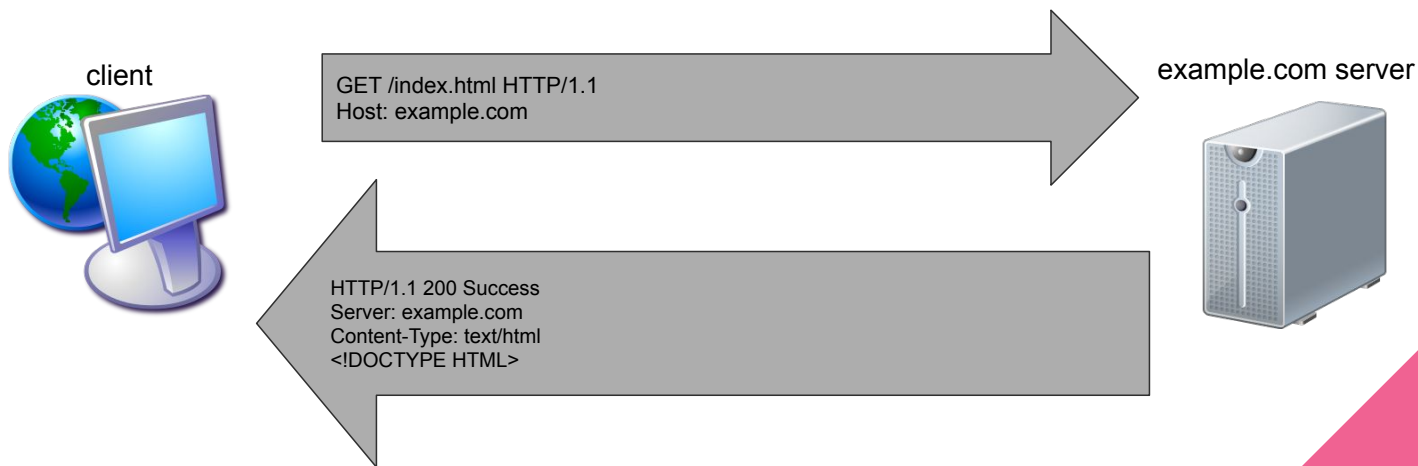 client
GET /index.html HTTP/1.1
Host: example.com
example.com server
HTTP/1.1 200 Success
Server: example.com
Content-Type: text/html
<!DOCTYPE HTML>